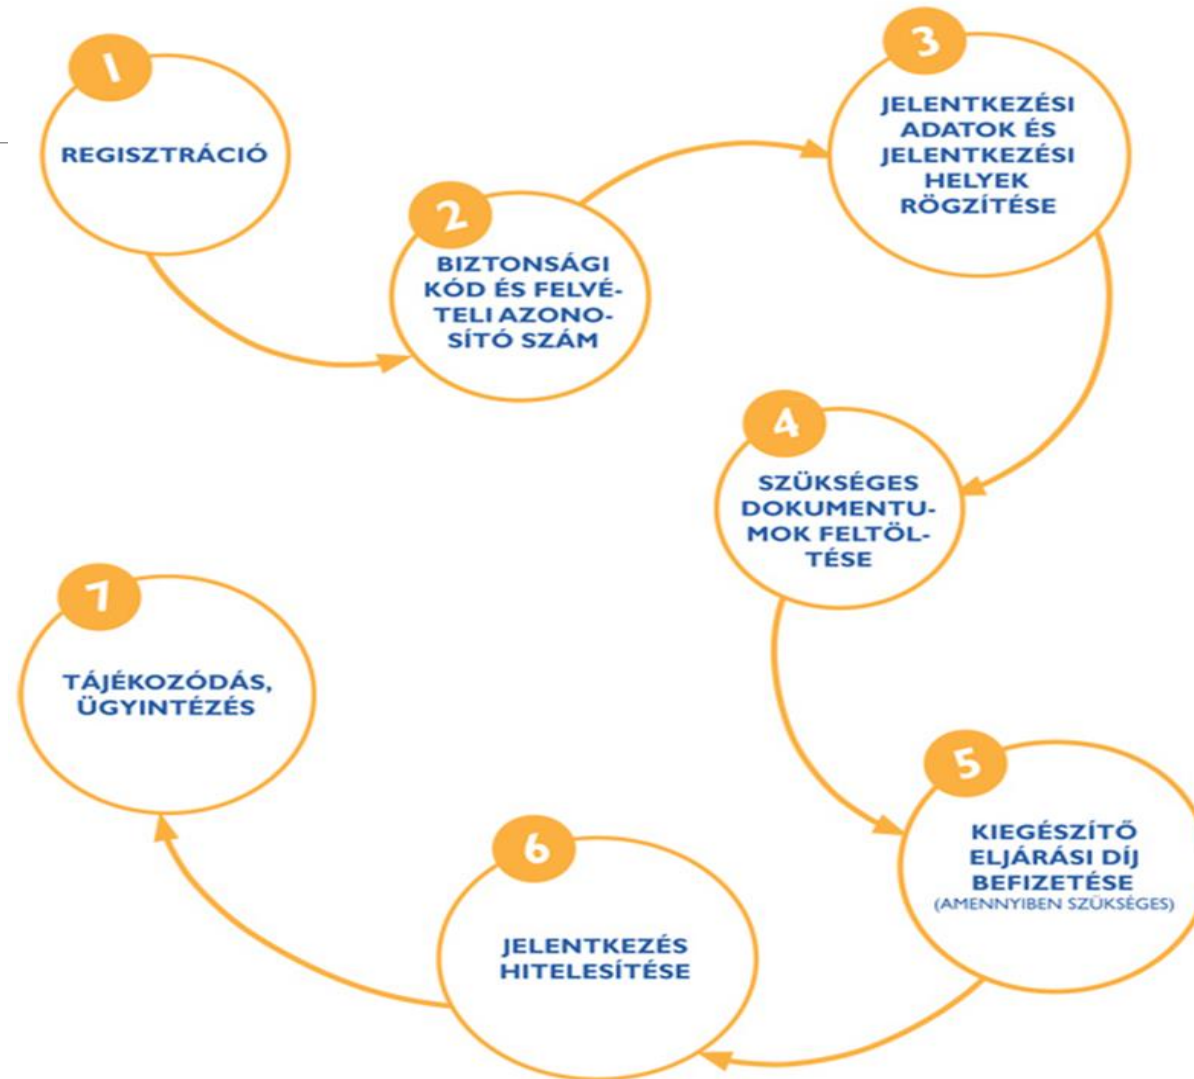 1
REGISZTRÁCIÓ
2
BIZTONSÁGI
KÓD ÉS FELVÉ-
TELI AZONO-
SÍTÓ SZÁM
3
JELENTKEZÉSI
ADATOK ÉS
JELENTKEZÉSI
HELYEK
RÖGZÍTÉSE
4
SZÜKSÉGES
DOKUMENTU-
MOK FELTÖL-
TÉSE
5
KIEGÉSZÍTŐ
ELJÁRÁSI DÍJ
BEFIZETÉSE
(AMENNYIBEN SZÜKSÉGES)
6
JELENTKEZÉS
HITELESÍTÉSE
7
TÁJÉKOZÓDÁS,
ÜGYINTÉZÉS